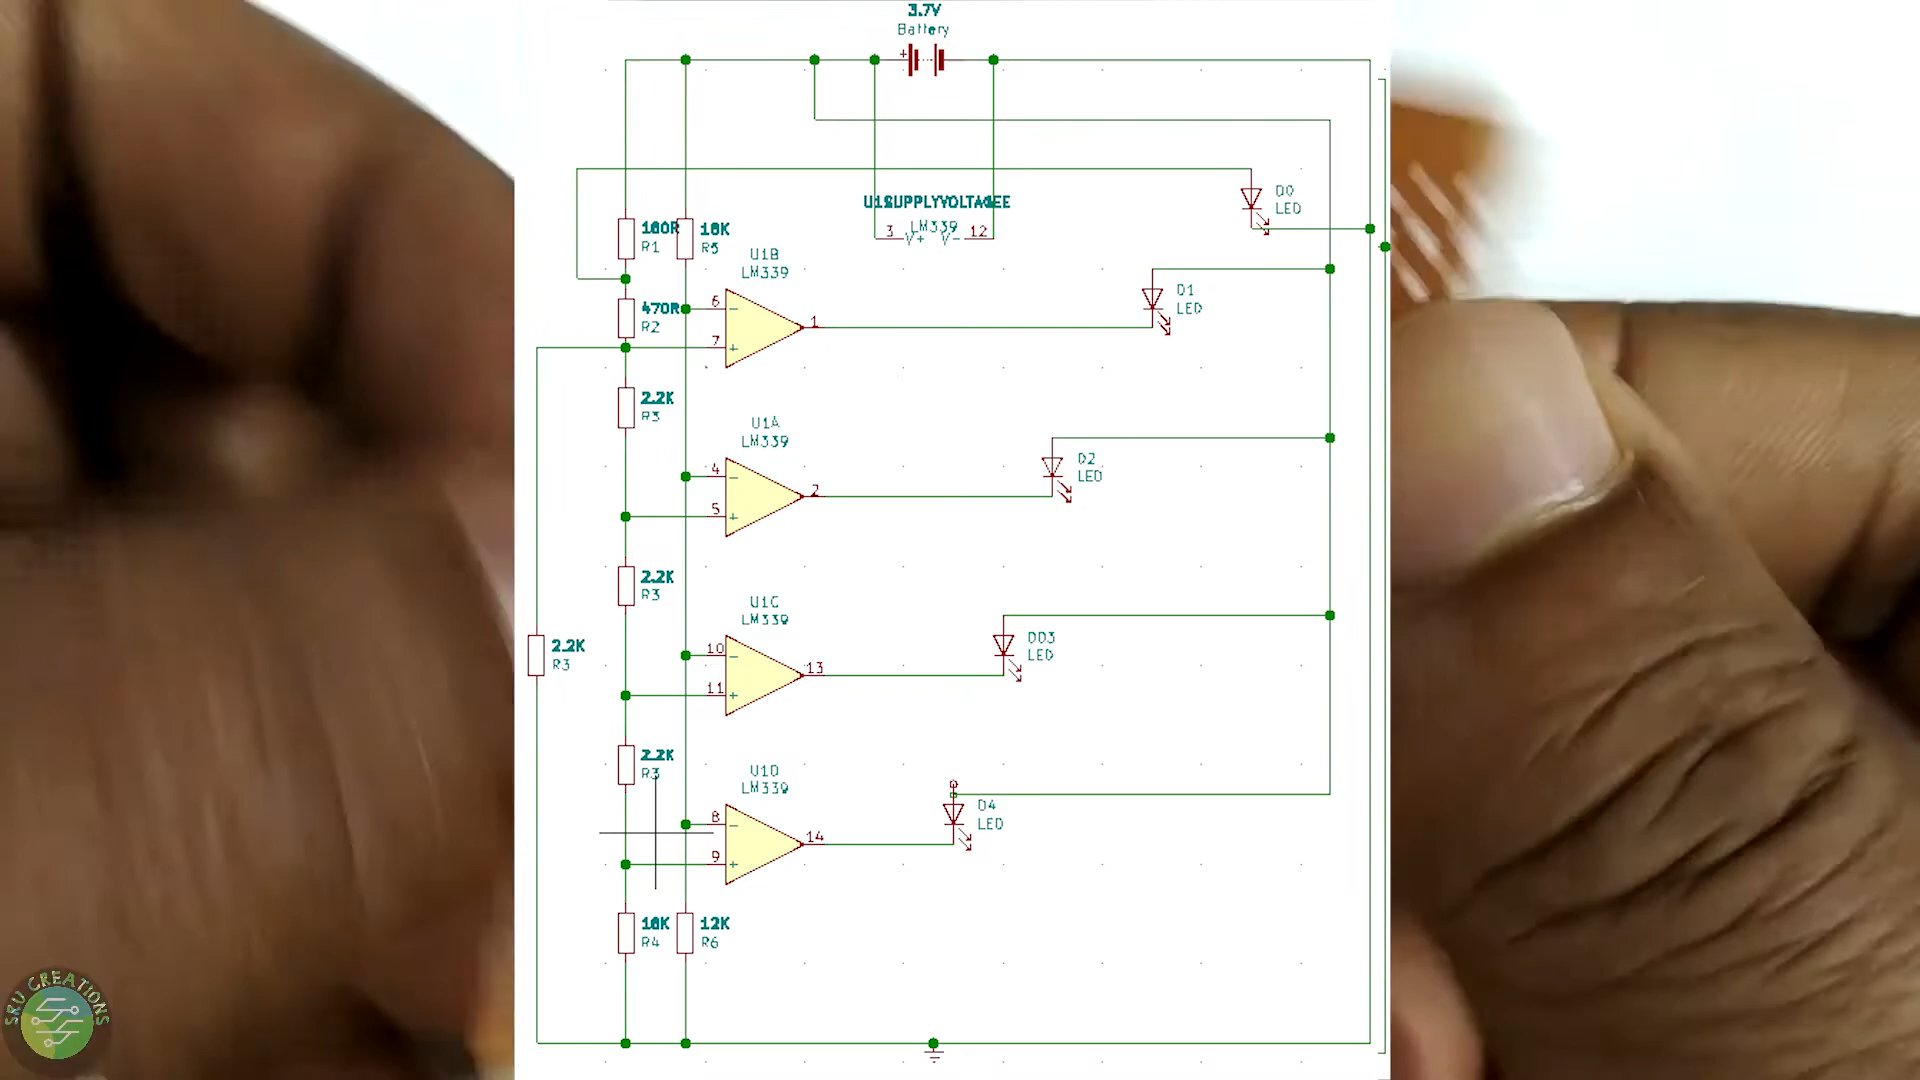 3.7V
Battery
+
U1SUPPLYVOLTAGEE
LM339
3 V+ V- 12
D0
LED
100R
R1
10K
R5
U1B
LM339
D1
LED
470R
R2
6
7
1
2.2K
R3
U1A
LM339
D2
LED
4
5
2
2.2K
R3
U1C
LM339
DD3
LED
10
11
13
2.2K
R3
2.2K
R3
U1D
LM339
D4
LED
8
9
14
10K
R4
12K
R6
SKU CREATIONS